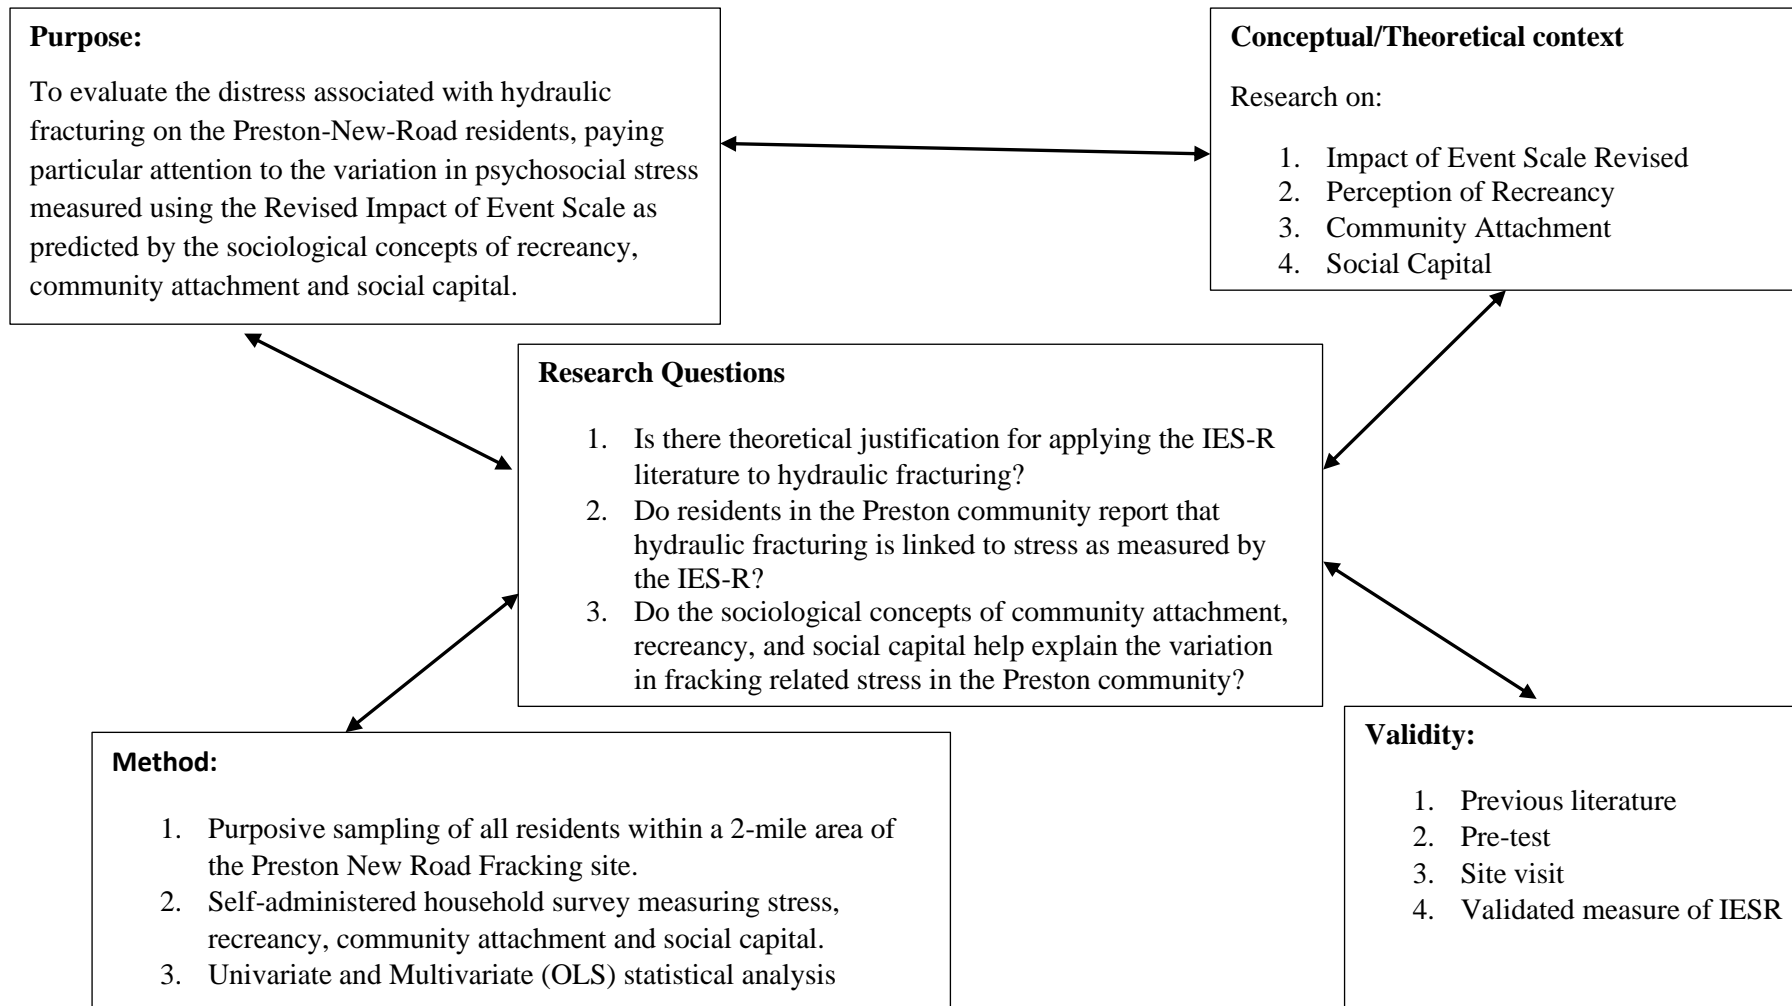 Purpose:
To evaluate the distress associated with hydraulic
fracturing on the Preston-New-Road residents, paying
particular attention to the variation in psychosocial stress
measured using the Revised Impact of Event Scale as
predicted by the sociological concepts of recreancy,
community attachment and social capital.
Conceptual/Theoretical context
Research on:
1. Impact of Event Scale Revised
2. Perception of Recreancy
3. Community Attachment
4. Social Capital
Research Questions
1. Is there theoretical justification for applying the IES-R
literature to hydraulic fracturing?
2. Do residents in the Preston community report that
hydraulic fracturing is linked to stress as measured by
the IES-R?
3. Do the sociological concepts of community attachment,
recreancy, and social capital help explain the variation
in fracking related stress in the Preston community?
Method:
1. Purposive sampling of all residents within a 2-mile area of
the Preston New Road Fracking site.
2. Self-administered household survey measuring stress,
recreancy, community attachment and social capital.
3. Univariate and Multivariate (OLS) statistical analysis
Validity:
1. Previous literature
2. Pre-test
3. Site visit
4. Validated measure of IESR